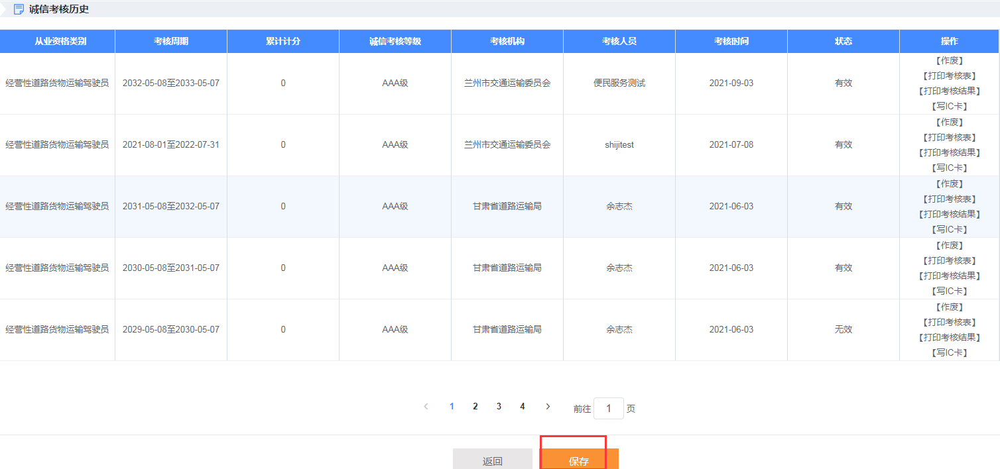 诚信考核历史
从业资格类别 考核周期 累计计分 诚信考核等级 考核机构 考核人员 考核时间 状态 操作
经营性道路货物运输驾驶员 2032-05-08至2033-05-07 0 AAA级 兰州市交通运输委员会 便民服务测试 2021-09-03 有效
【作废】
【打印考核表】
【打印考核结果】
【写IC卡】
经营性道路货物运输驾驶员 2021-08-01至2022-07-31 0 AAA级 兰州市交通运输委员会 shijitest 2021-07-08 有效
【作废】
【打印考核表】
【打印考核结果】
【写IC卡】
经营性道路货物运输驾驶员 2031-05-08至2032-05-07 0 AAA级 甘肃省道路运输局 余志杰 2021-06-03 有效
【作废】
【打印考核表】
【打印考核结果】
【写IC卡】
经营性道路货物运输驾驶员 2030-05-08至2031-05-07 0 AAA级 甘肃省道路运输局 余志杰 2021-06-03 有效
【作废】
【打印考核表】
【打印考核结果】
【写IC卡】
经营性道路货物运输驾驶员 2029-05-08至2030-05-07 0 AAA级 甘肃省道路运输局 余志杰 2021-06-03 无效
【作废】
【打印考核表】
【打印考核结果】
【写IC卡】
1 2 3 4 前往 1 页
返回 保存